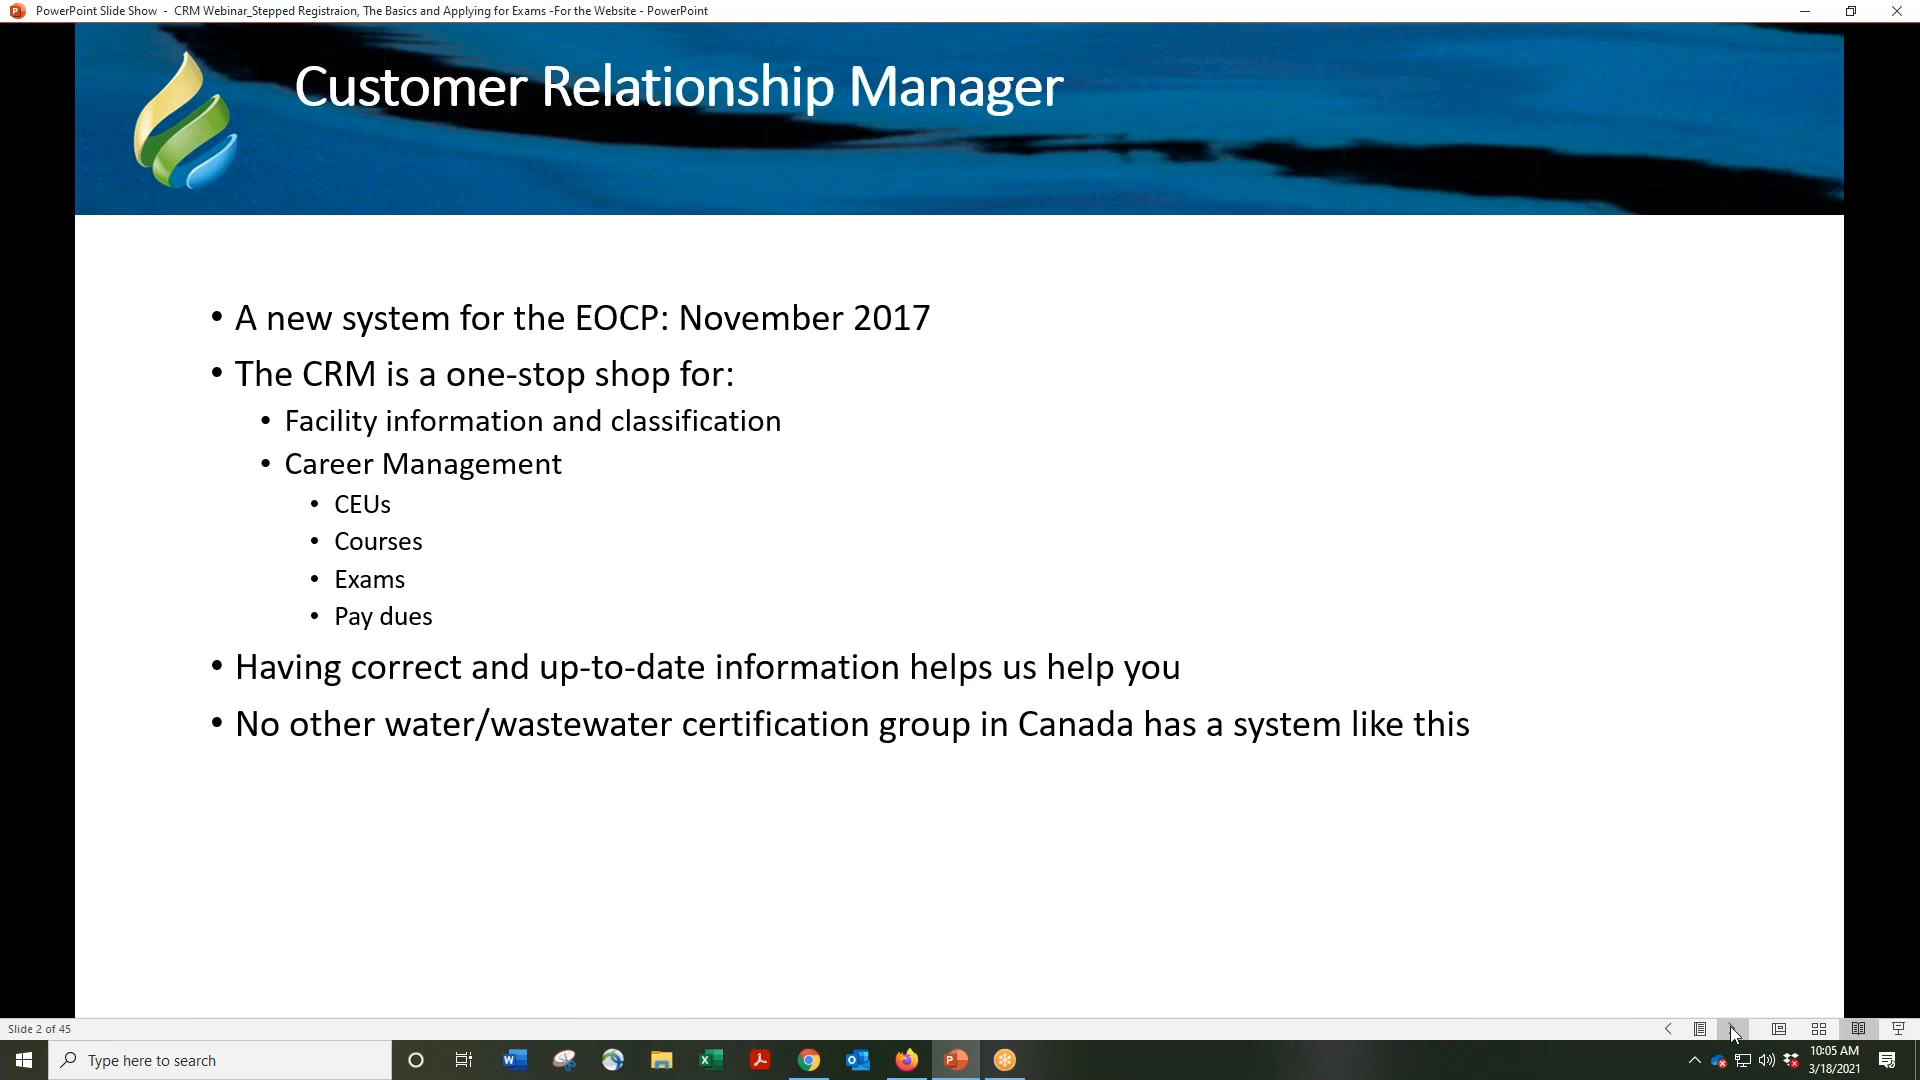 PowerPoint Slide Show - CRM Webinar_Stepped Registraion, The Basics and Applying for Exams -For the Website - PowerPoint
Customer Relationship Manager
• A new system for the EOCP: November 2017
• The CRM is a one-stop shop for:
• Facility information and classification
• Career Management
• CEUs
• Courses
• Exams
• Pay dues
• Having correct and up-to-date information helps us help you
• No other water/wastewater certification group in Canada has a system like this
Slide 2 of 45
Type here to search
10:05 AM
3/18/2021